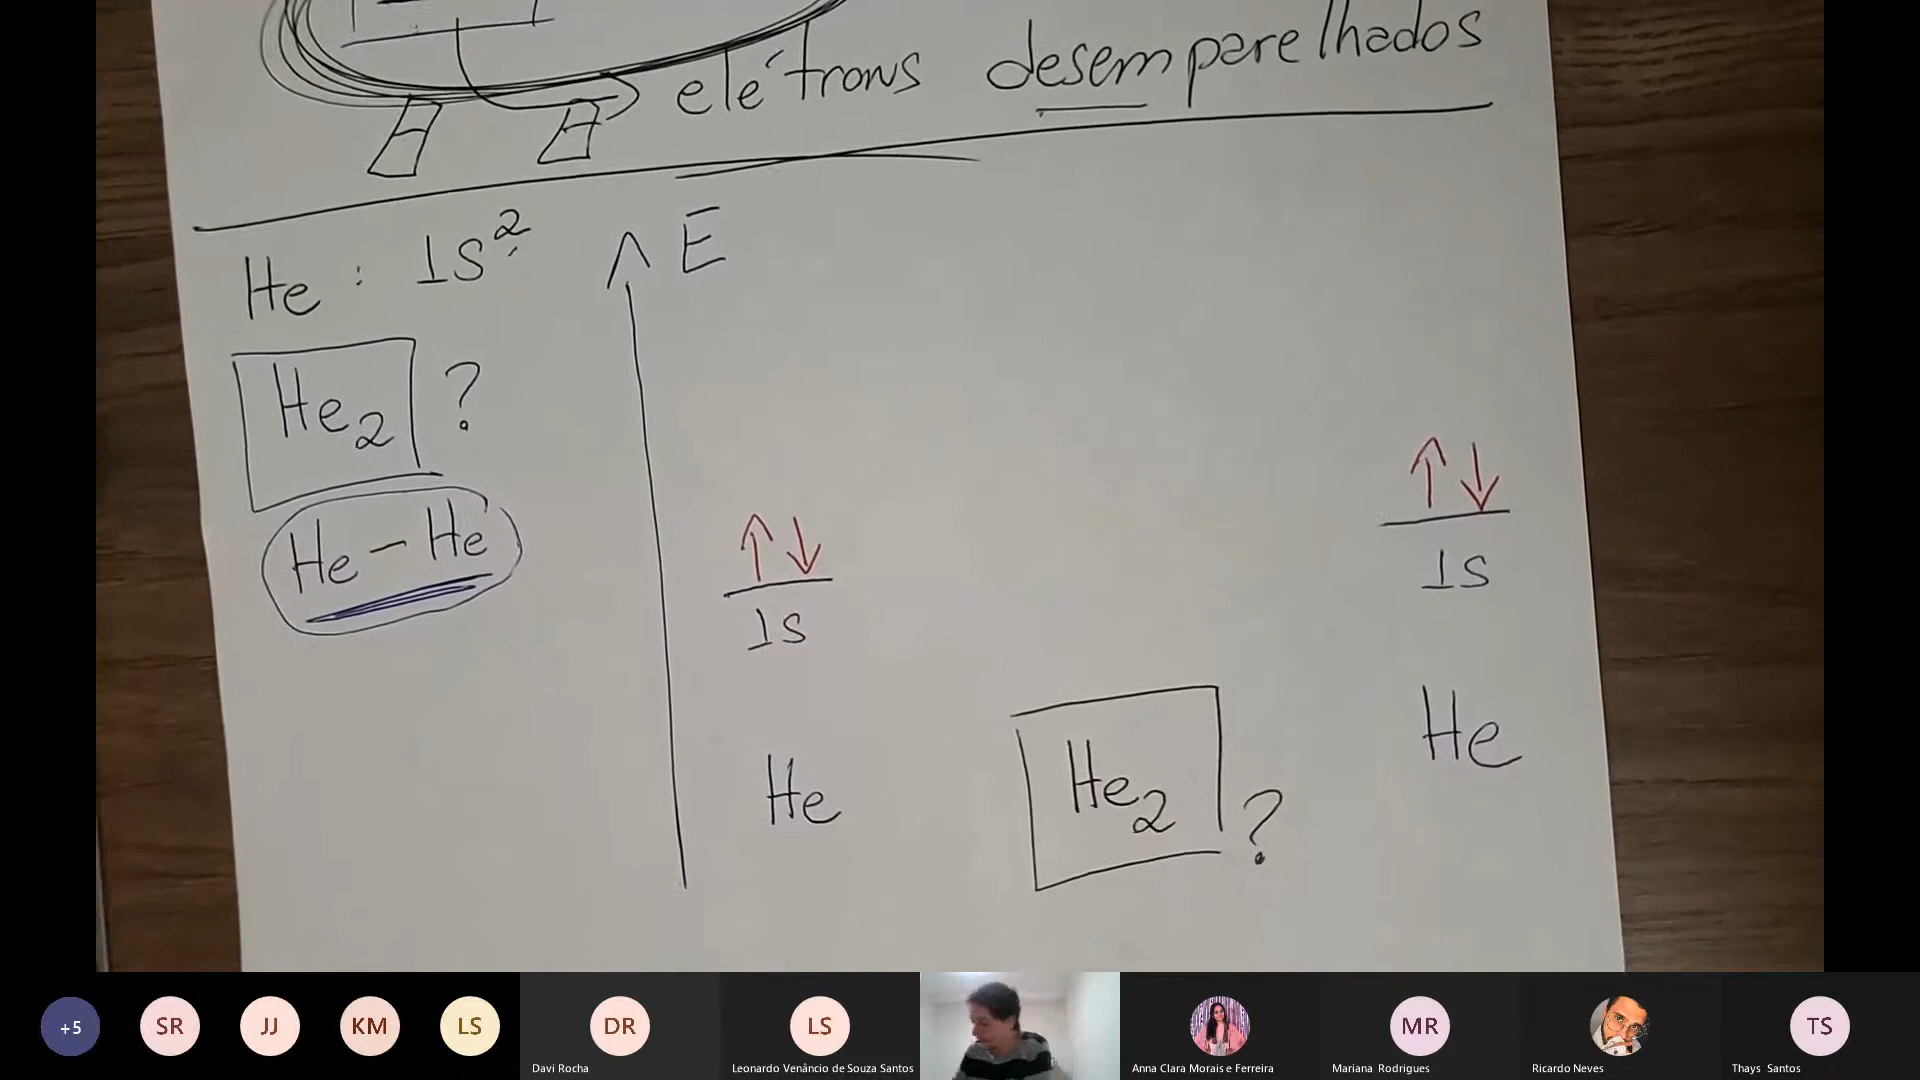 elétrons desemparelhados
He : 1s²
E
He₂ ?
He – He
↑↓
1s
He
He₂ ?
↑↓
1s
He
+5
SR
JJ
KM
LS
DR
Davi Rocha
LS
Leonardo Venâncio de Souza Santos
Anna Clara Morais e Ferreira
MR
Mariana Rodrigues
Ricardo Neves
TS
Thays Santos